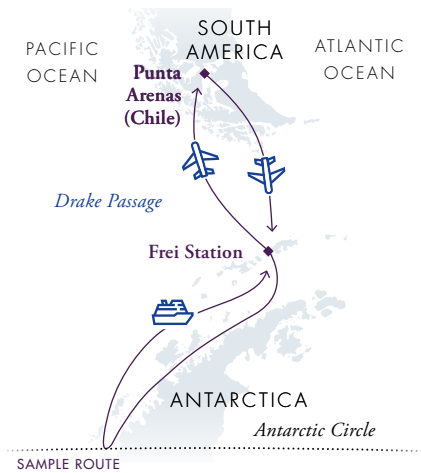 SOUTH
AMERICA
PACIFIC
OCEAN
ATLANTIC
OCEAN
Punta
Arenas
(Chile)
Drake Passage
Frei Station
ANTARCTICA
Antarctic Circle
SAMPLE ROUTE